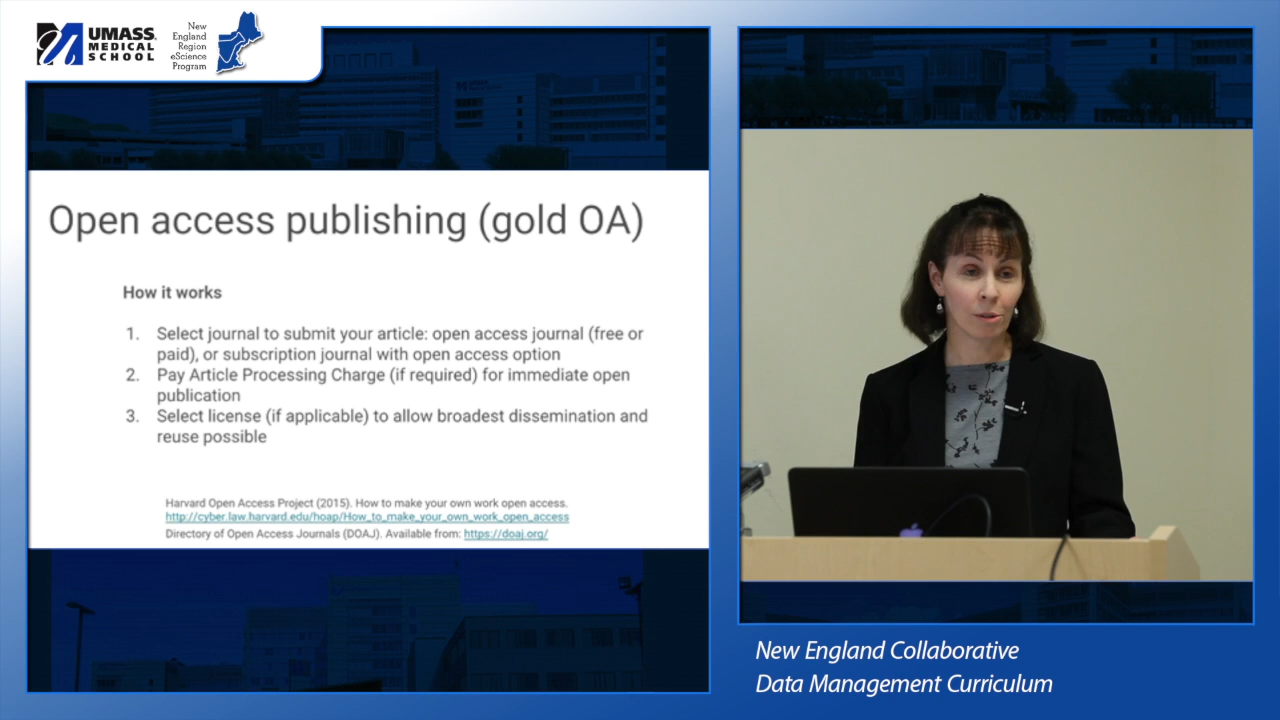 UMASS
MEDICAL
SCHOOL
New
England
Region
eScience
Program
Open access publishing (gold OA)
How it works
1. Select journal to submit your article: open access journal (free or
paid), or subscription journal with open access option
2. Pay Article Processing Charge (if required) for immediate open
publication
3. Select license (if applicable) to allow broadest dissemination and
reuse possible
Harvard Open Access Project (2015). How to make your own work open access.
http://cyber.law.harvard.edu/hoap/How_to_make_your_own_work_open_access
Directory of Open Access Journals (DOAJ). Available from: https://doaj.org/
New England Collaborative
Data Management Curriculum